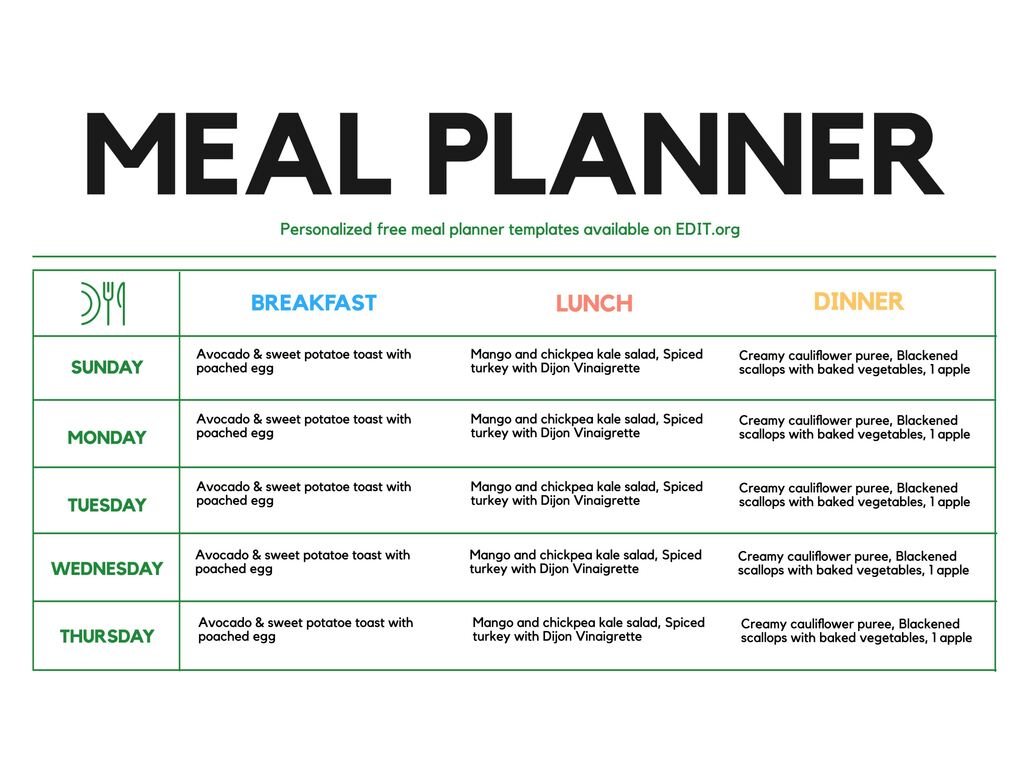 MEAL PLANNER
Personalized free meal planner templates available on EDIT.org
BREAKFAST
LUNCH
DINNER
SUNDAY
Avocado & sweet potatoe toast with
poached egg
Mango and chickpea kale salad, Spiced
turkey with Dijon Vinaigrette
Creamy cauliflower puree, Blackened
scallops with baked vegetables, 1 apple
MONDAY
Avocado & sweet potatoe toast with
poached egg
Mango and chickpea kale salad, Spiced
turkey with Dijon Vinaigrette
Creamy cauliflower puree, Blackened
scallops with baked vegetables, 1 apple
TUESDAY
Avocado & sweet potatoe toast with
poached egg
Mango and chickpea kale salad, Spiced
turkey with Dijon Vinaigrette
Creamy cauliflower puree, Blackened
scallops with baked vegetables, 1 apple
WEDNESDAY
Avocado & sweet potatoe toast with
poached egg
Mango and chickpea kale salad, Spiced
turkey with Dijon Vinaigrette
Creamy cauliflower puree, Blackened
scallops with baked vegetables, 1 apple
THURSDAY
Avocado & sweet potatoe toast with
poached egg
Mango and chickpea kale salad, Spiced
turkey with Dijon Vinaigrette
Creamy cauliflower puree, Blackened
scallops with baked vegetables, 1 apple